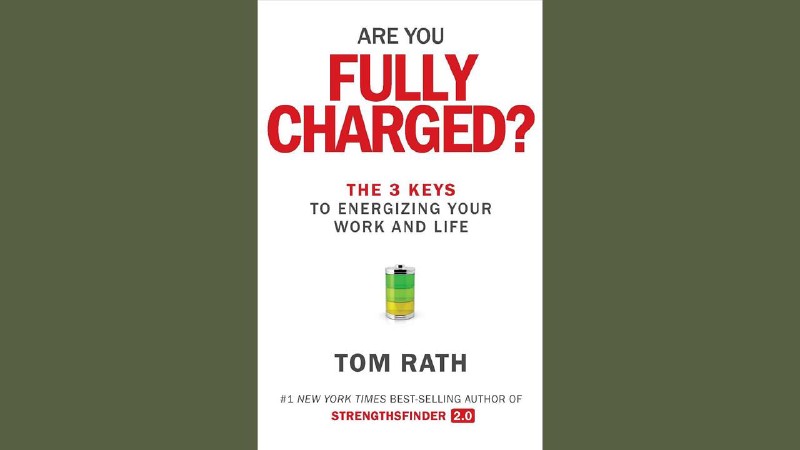 ARE YOU
FULLY
CHARGED?
THE 3 KEYS
TO ENERGIZING YOUR
WORK AND LIFE
TOM RATH
#1 NEW YORK TIMES BEST-SELLING AUTHOR OF
STRENGTHSFINDER 2.0